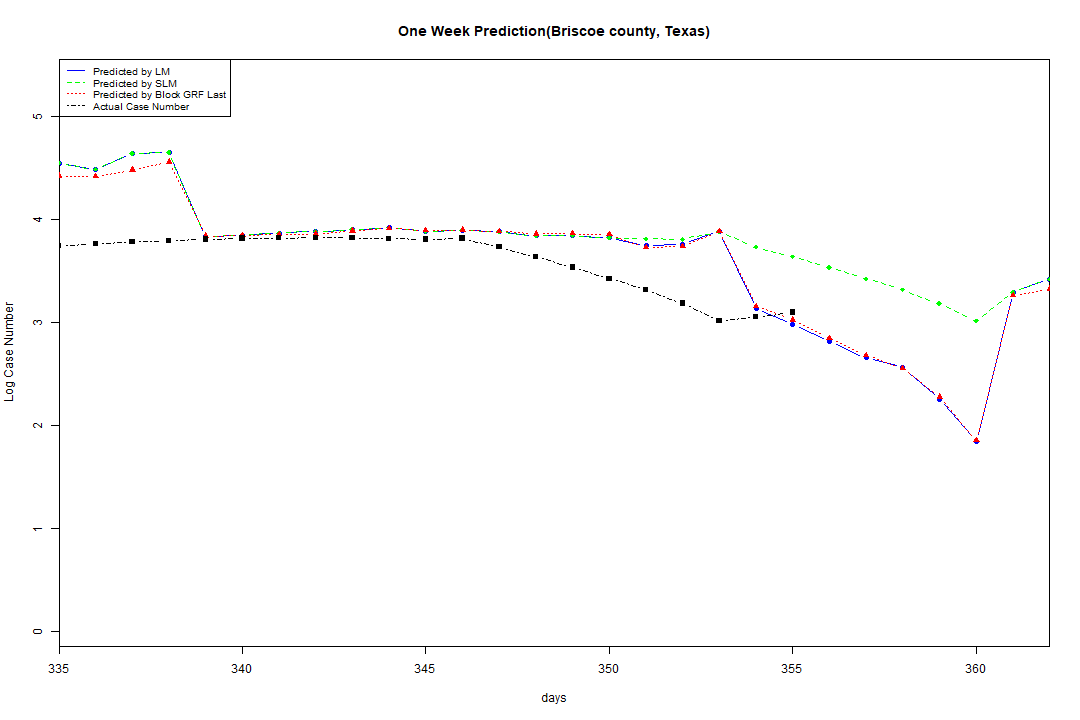 One Week Prediction(Briscoe county, Texas)
Predicted by LM
Predicted by SLM
Predicted by Block GRF Last
Actual Case Number
5
4
3
2
1
0
Log Case Number
335 340 345 350 355 360
days